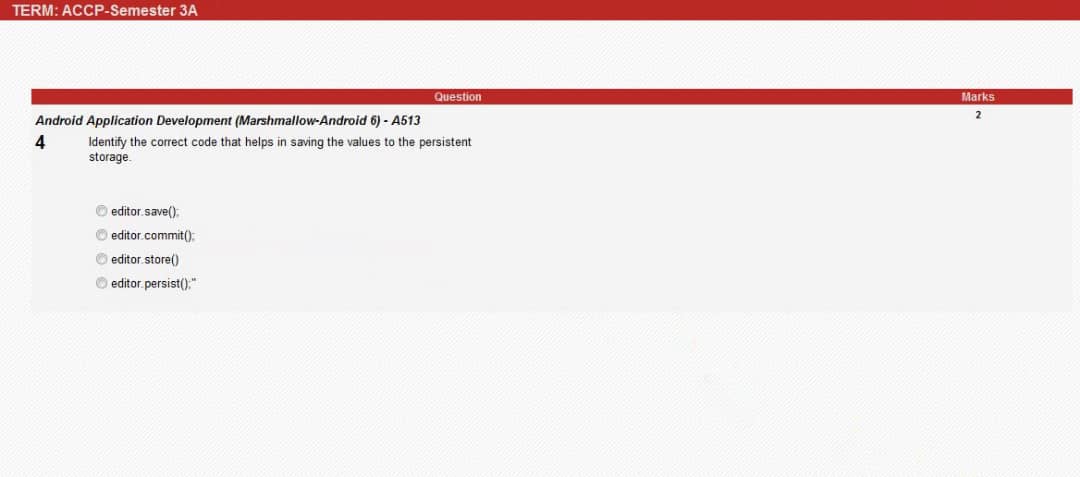 TERM: ACCP-Semester 3A
Question Marks
Android Application Development (Marshmallow-Android 6) - A513 2
4 Identify the correct code that helps in saving the values to the persistent
storage.
editor.save();
editor.commit();
editor.store()
editor.persist();"